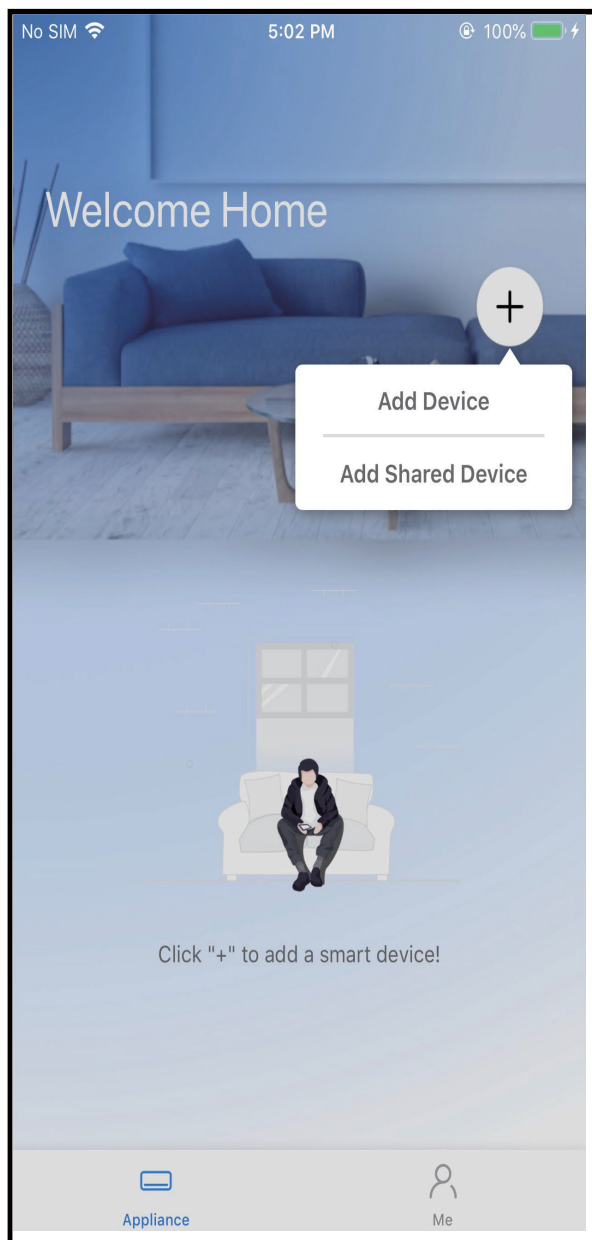 No SIM 5:02 PM 100%
Welcome Home
Add Device
Add Shared Device
Click "+" to add a smart device!
Appliance Me